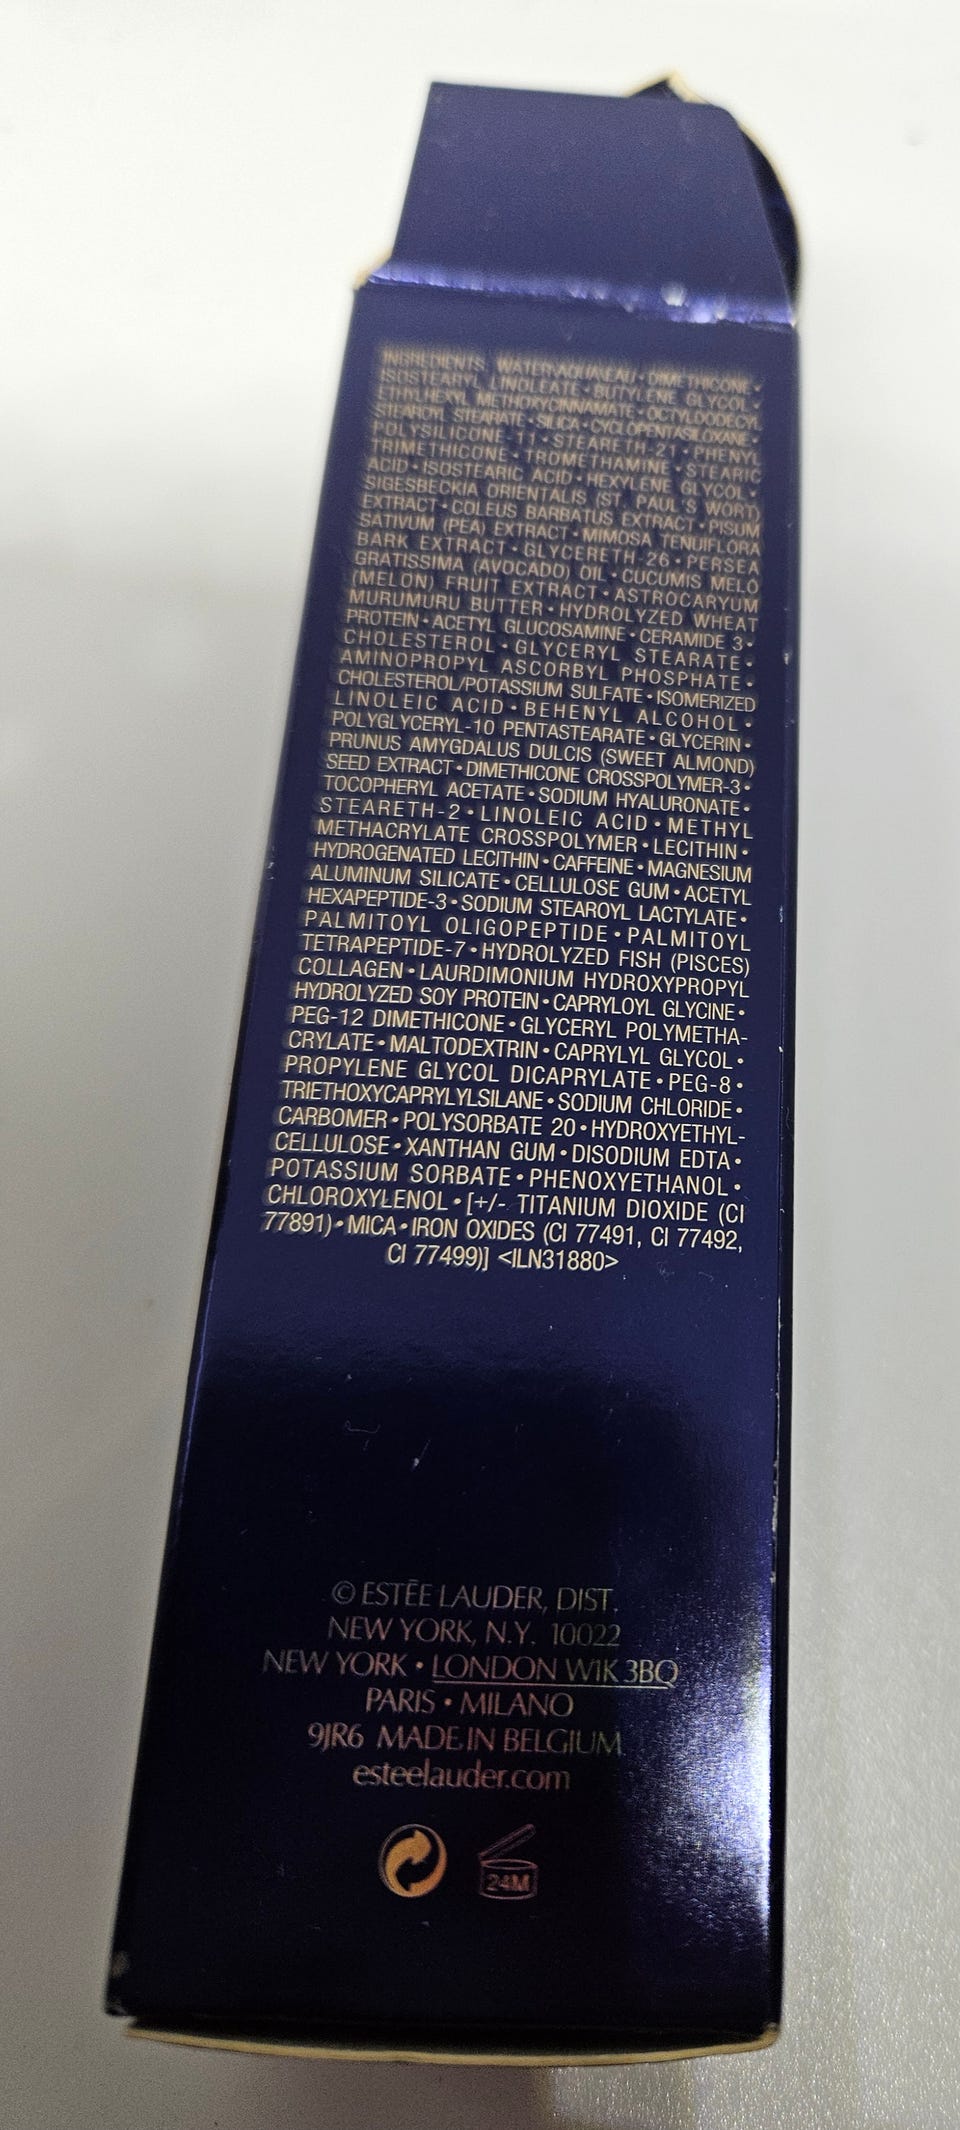 INGREDIENTS: WATER\AQUA\EAU • DIMETHICONE •
ISOSTEARYL LINOLEATE • BUTYLENE GLYCOL •
ETHYLHEXYL METHOXYCINNAMATE • OCTYLDODECYL
STEAROYL STEARATE • SILICA • CYCLOPENTASILOXANE •
POLYSILICONE-11 • STEARETH-21 • PHENYL
TRIMETHICONE • TROMETHAMINE • STEARIC
ACID • ISOSTEARIC ACID • HEXYLENE GLYCOL •
SIGESBECKIA ORIENTALIS (ST. PAUL'S WORT)
EXTRACT • COLEUS BARBATUS EXTRACT • PISUM
SATIVUM (PEA) EXTRACT • MIMOSA TENUIFLORA
BARK EXTRACT • GLYCERETH-26 • PERSEA
GRATISSIMA (AVOCADO) OIL • CUCUMIS MELO
(MELON) FRUIT EXTRACT • ASTROCARYUM
MURUMURU BUTTER • HYDROLYZED WHEAT
PROTEIN • ACETYL GLUCOSAMINE • CERAMIDE 3 •
CHOLESTEROL • GLYCERYL STEARATE •
AMINOPROPYL ASCORBYL PHOSPHATE •
CHOLESTEROL/POTASSIUM SULFATE • ISOMERIZED
LINOLEIC ACID • BEHENYL ALCOHOL •
POLYGLYCERYL-10 PENTASTEARATE • GLYCERIN •
PRUNUS AMYGDALUS DULCIS (SWEET ALMOND)
SEED EXTRACT • DIMETHICONE CROSSPOLYMER-3 •
TOCOPHERYL ACETATE • SODIUM HYALURONATE •
STEARETH-2 • LINOLEIC ACID • METHYL
METHACRYLATE CROSSPOLYMER • LECITHIN •
HYDROGENATED LECITHIN • CAFFEINE • MAGNESIUM
ALUMINUM SILICATE • CELLULOSE GUM • ACETYL
HEXAPEPTIDE-3 • SODIUM STEAROYL LACTYLATE •
PALMITOYL OLIGOPEPTIDE • PALMITOYL
TETRAPEPTIDE-7 • HYDROLYZED FISH (PISCES)
COLLAGEN • LAURDIMONIUM HYDROXYPROPYL
HYDROLYZED SOY PROTEIN • CAPRYLOYL GLYCINE •
PEG-12 DIMETHICONE • GLYCERYL POLYMETHA-
CRYLATE • MALTODEXTRIN • CAPRYLYL GLYCOL •
PROPYLENE GLYCOL DICAPRYLATE • PEG-8 •
TRIETHOXYCAPRYLYLSILANE • SODIUM CHLORIDE •
CARBOMER • POLYSORBATE 20 • HYDROXYETHYL-
CELLULOSE • XANTHAN GUM • DISODIUM EDTA •
POTASSIUM SORBATE • PHENOXYETHANOL •
CHLOROXYLENOL • [+/- TITANIUM DIOXIDE (CI
77891) • MICA • IRON OXIDES (CI 77491, CI 77492,
CI 77499)] <ILN31880>
© ESTĒE LAUDER, DIST.
NEW YORK, N.Y. 10022
NEW YORK • LONDON W1K 3BQ
PARIS • MILANO
9JR6 MADE IN BELGIUM
esteelauder.com
24M